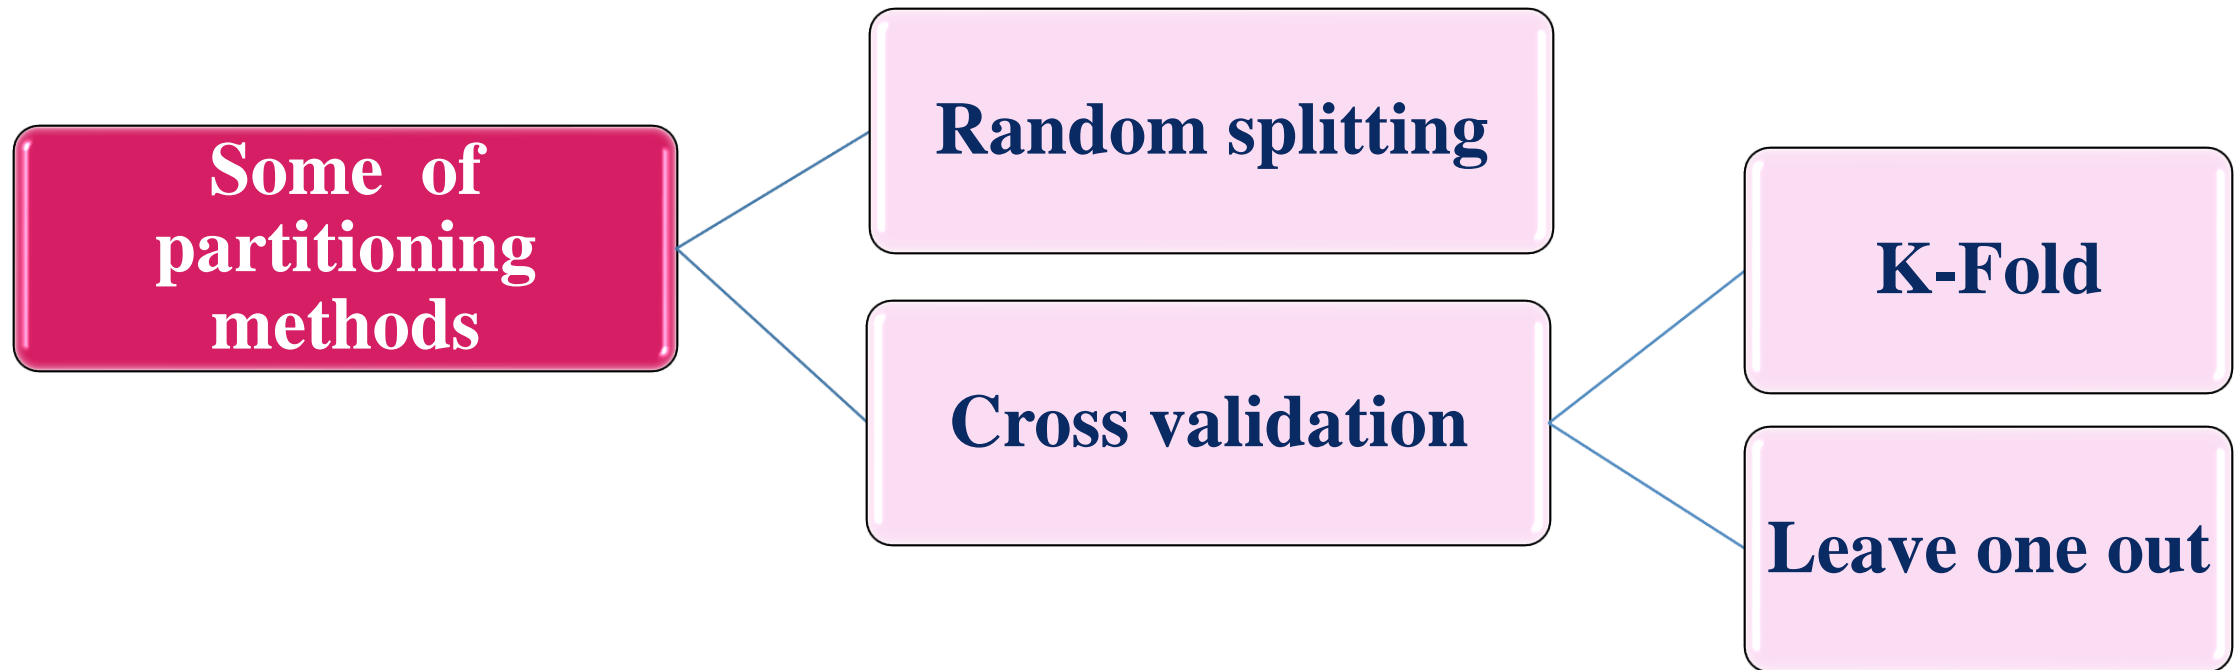 Some of
partitioning
methods
Random splitting
Cross validation
K-Fold
Leave one out